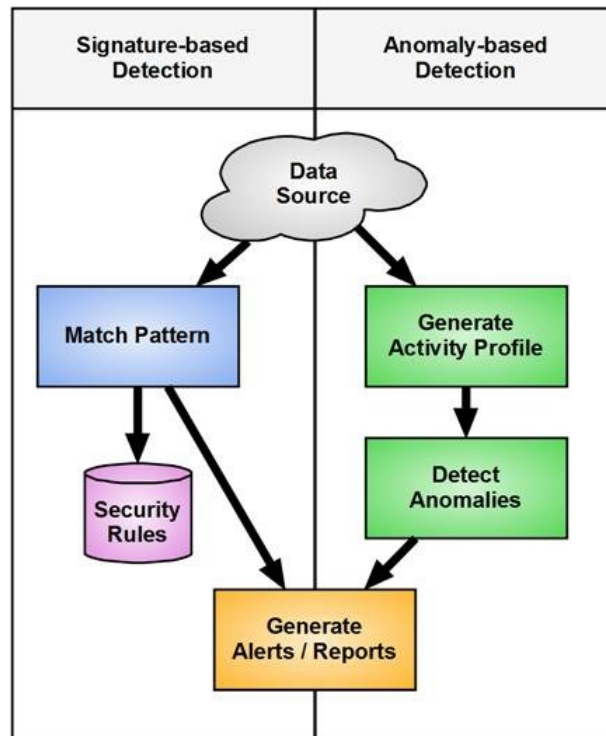 Signature-based
Detection
Anomaly-based
Detection
Data
Source
Match Pattern
Generate
Activity Profile
Security
Rules
Detect
Anomalies
Generate
Alerts / Reports